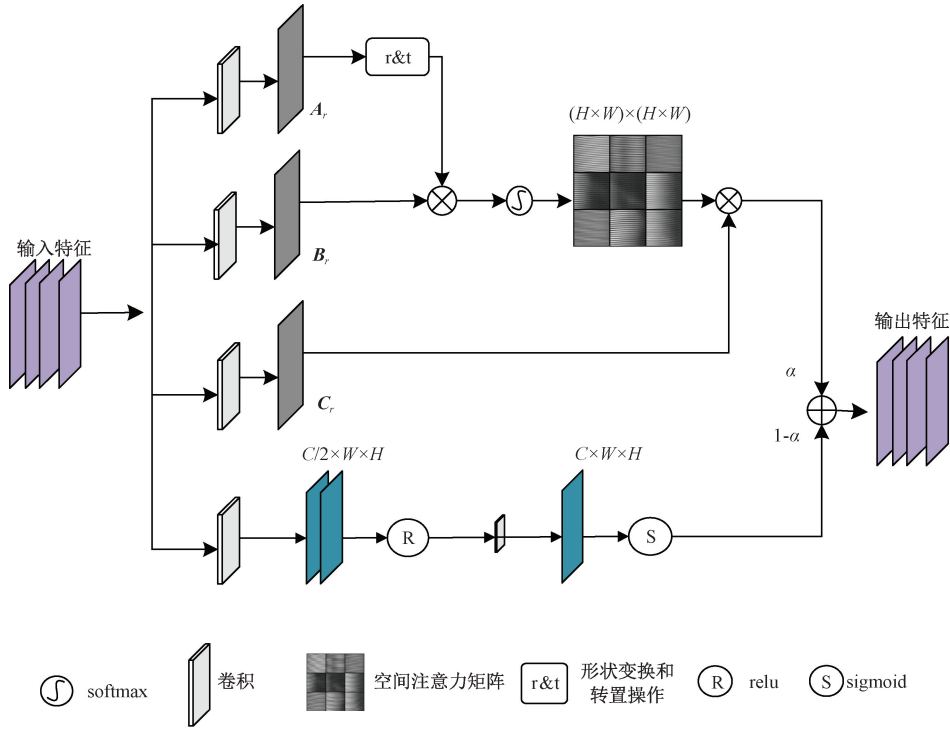 r&t
A_r
(H×W)×(H×W)
输入特征
B_r
输出特征
α
C_r
1-α
C/2×W×H
C×W×H
R
S
softmax
卷积
空间注意力矩阵
r&t
形状变换和
转置操作
R
relu
S
sigmoid